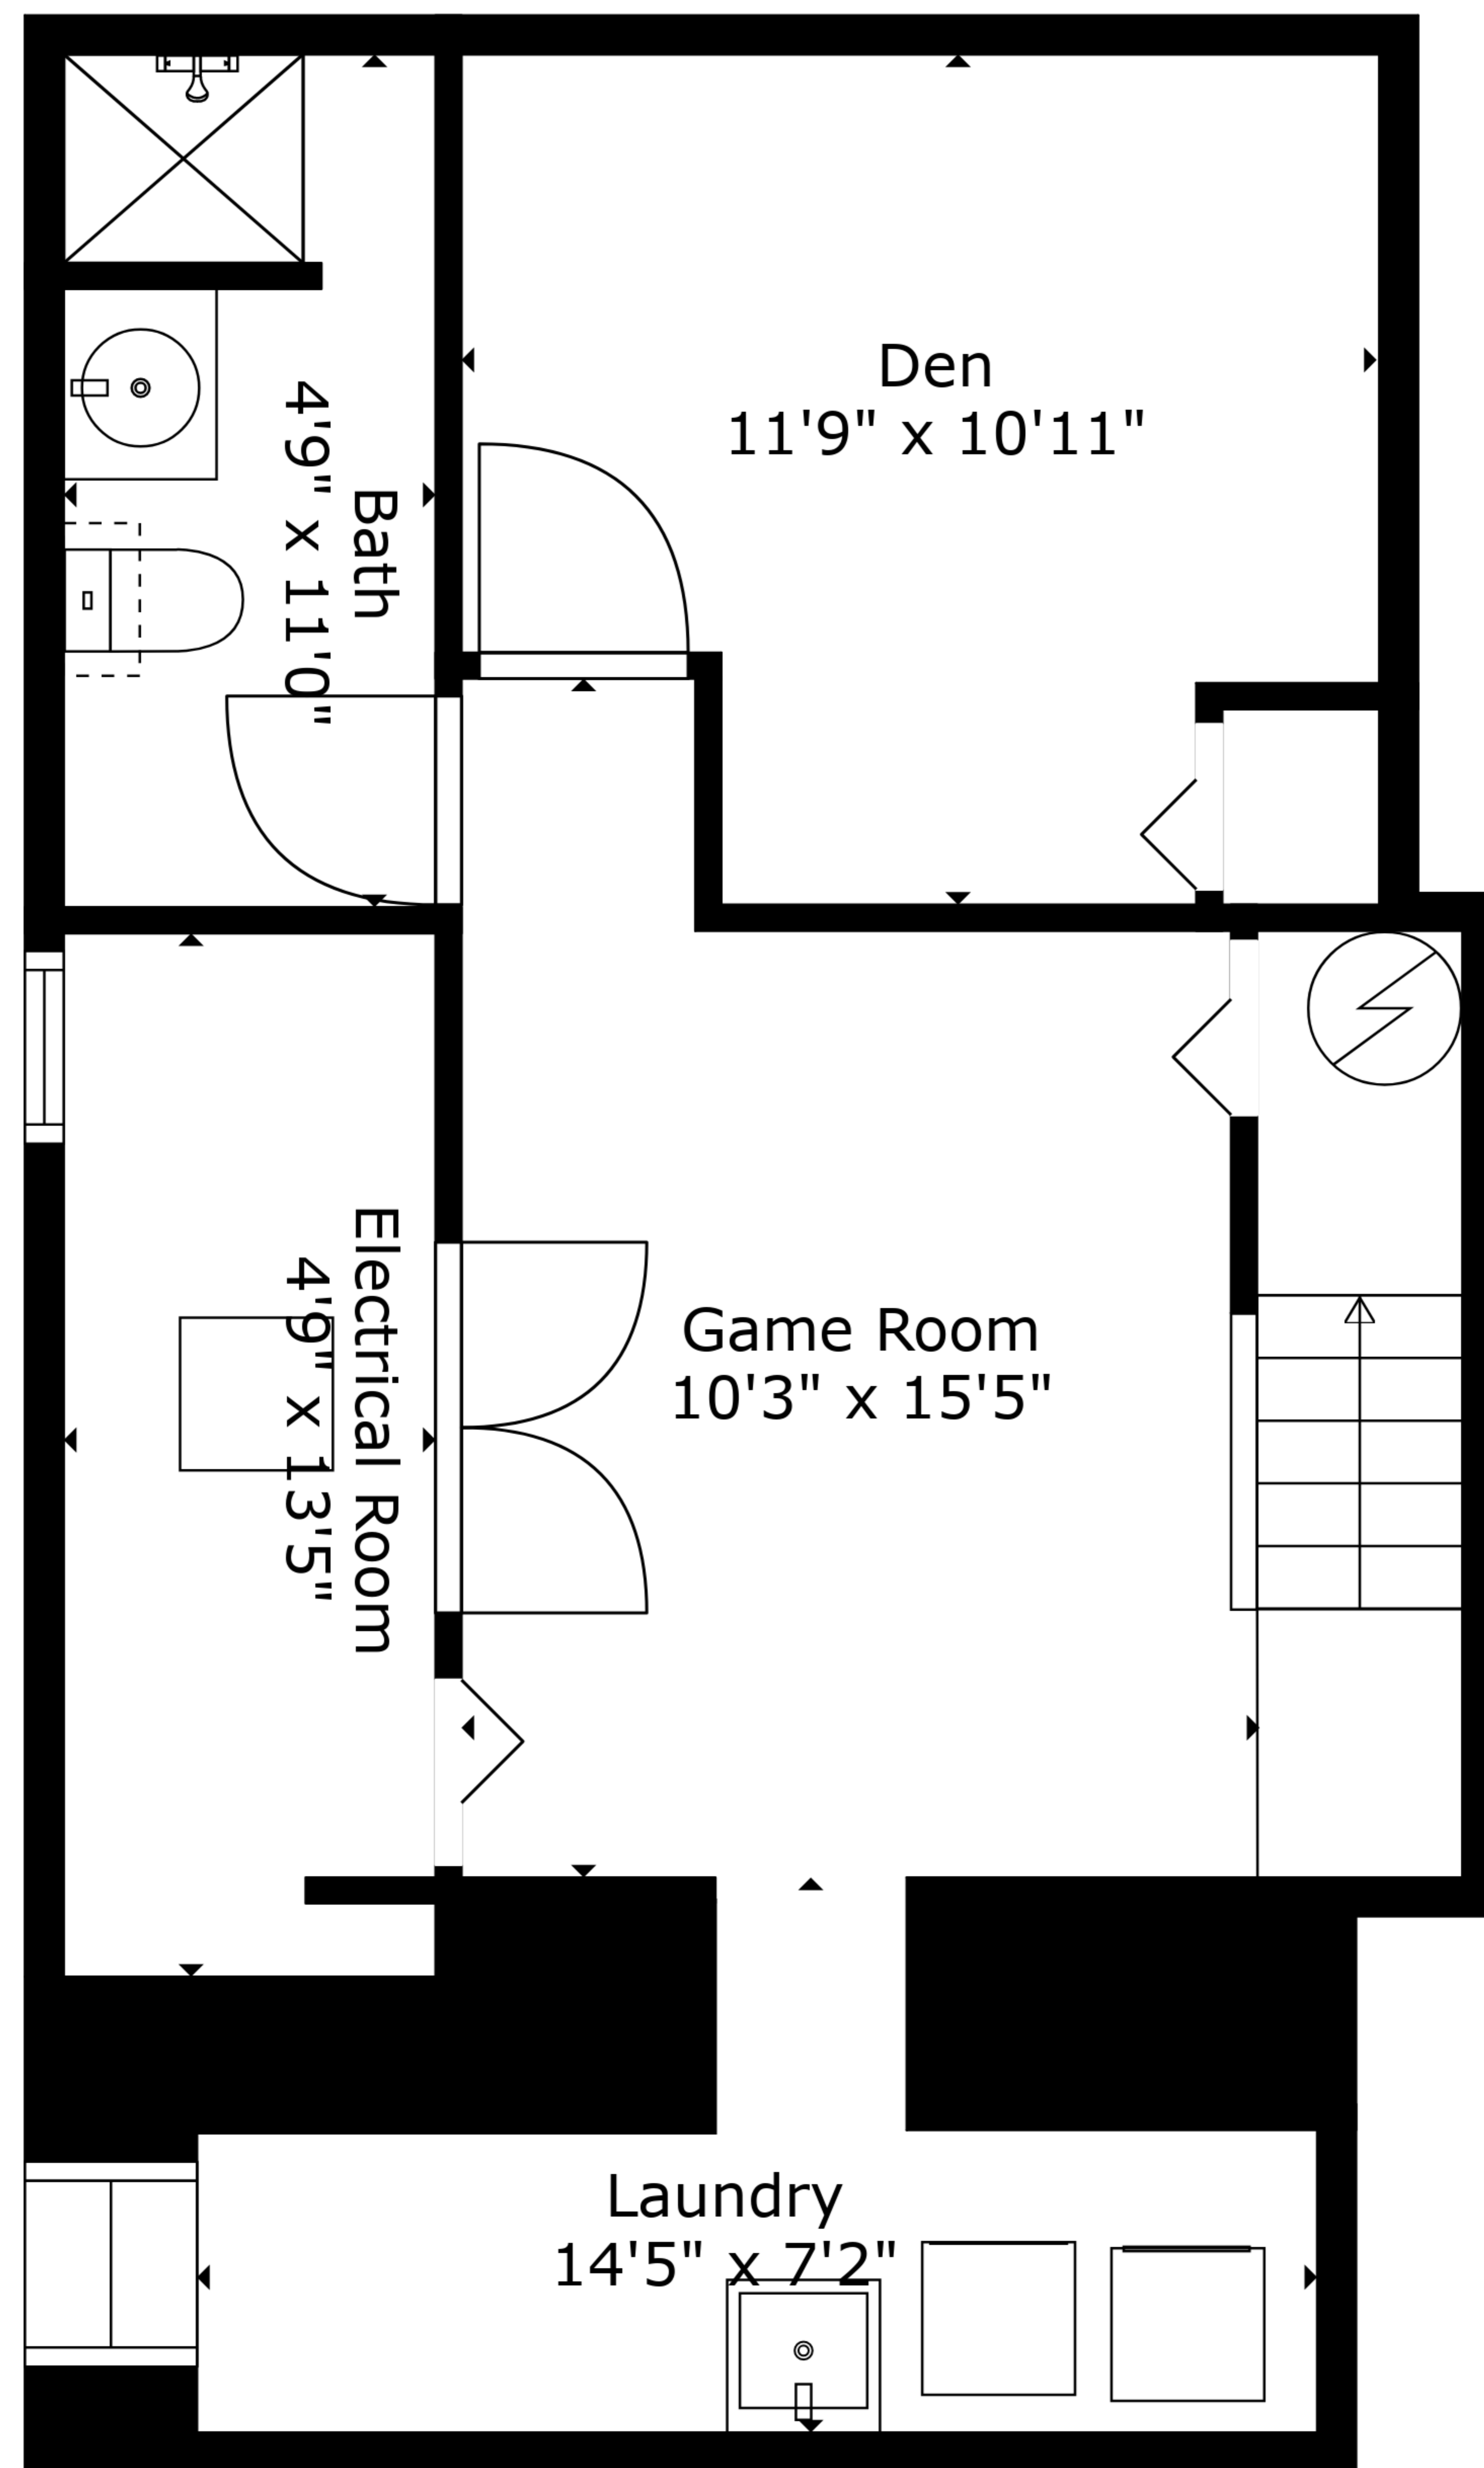 Den
11'9" x 10'11"
Bath
4'9" x 11'0"
Electrical Room
4'9" x 13'5"
Game Room
10'3" x 15'5"
Laundry
14'5" x 7'2"